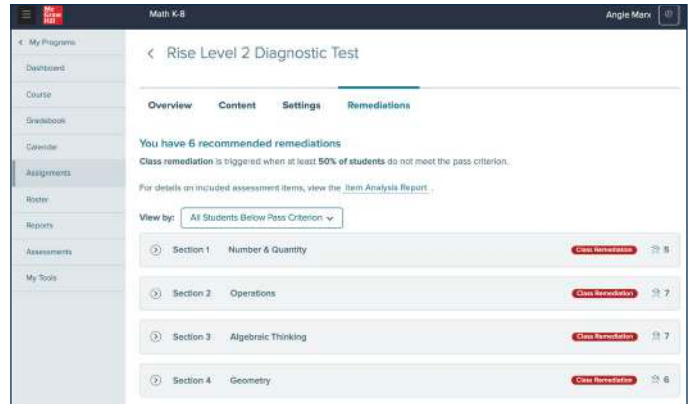 Mc
Graw
Hill
Math K-8
Angie Marx
< My Programs
Dashboard
Course
Gradebook
Calendar
Assignments
Roster
Reports
Assessments
My Tools
< Rise Level 2 Diagnostic Test
Overview Content Settings Remediations
You have 6 recommended remediations
Class remediation is triggered when at least 50% of students do not meet the pass criterion.
For details on included assessment items, view the Item Analysis Report .
View by: All Students Below Pass Criterion
Section 1 Number & Quantity Class Remediation 5
Section 2 Operations Class Remediation 7
Section 3 Algebraic Thinking Class Remediation 7
Section 4 Geometry Class Remediation 6